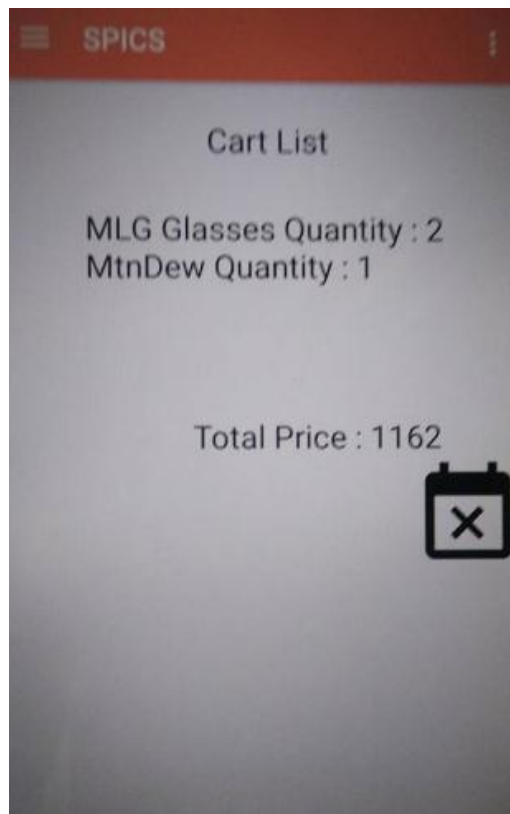 SPICS
Cart List
MLG Glasses Quantity : 2
MtnDew Quantity : 1
Total Price : 1162